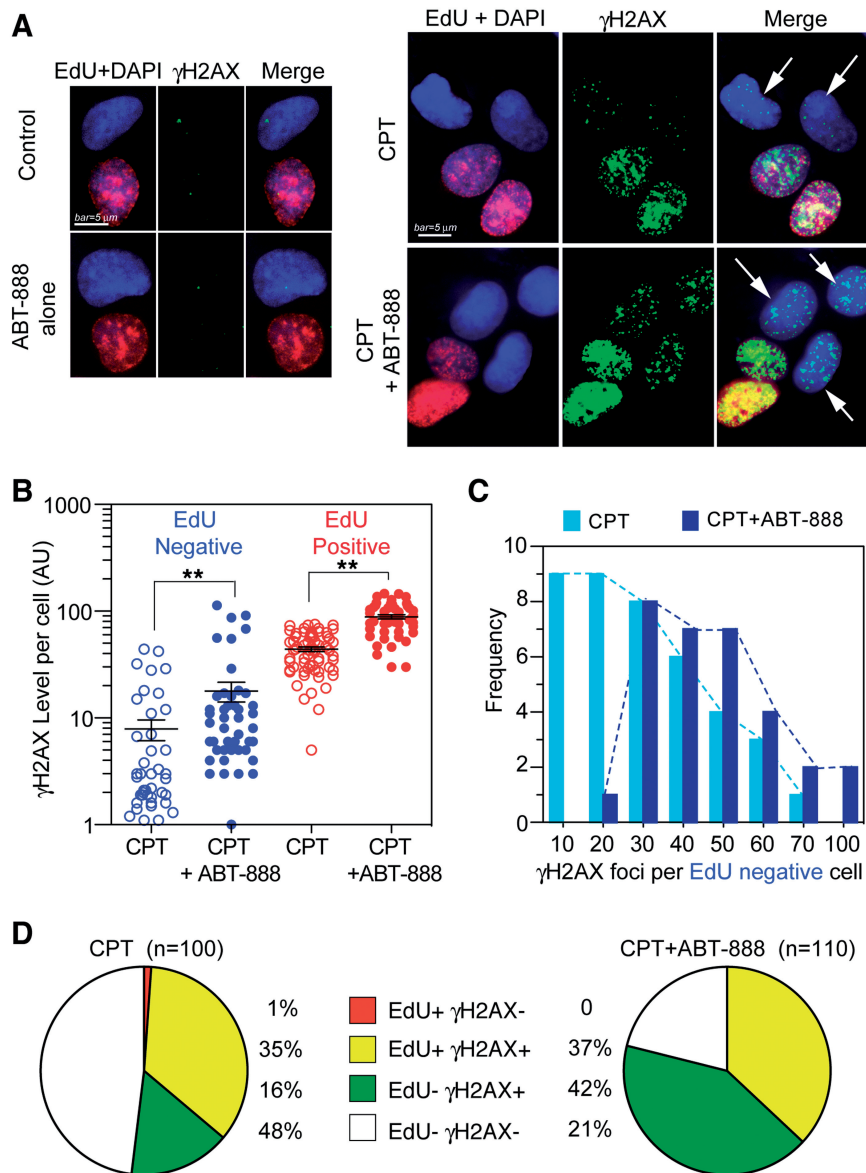 A
EdU+DAPI γH2AX Merge
Control
bar=5 μm
ABT-888
alone
EdU + DAPI γH2AX Merge
CPT
bar=5 μm
CPT
+ ABT-888
B
γH2AX Level per cell (AU)
1000
100
10
1
EdU
Negative
EdU
Positive
**
**
CPT
CPT
+ ABT-888
CPT
CPT
+ABT-888
C
CPT CPT+ABT-888
Frequency
10
8
6
4
2
0
10 20 30 40 50 60 70 100
γH2AX foci per EdU negative cell
D
CPT (n=100)
CPT+ABT-888 (n=110)
1% EdU+ γH2AX- 0
35% EdU+ γH2AX+ 37%
16% EdU- γH2AX+ 42%
48% EdU- γH2AX- 21%